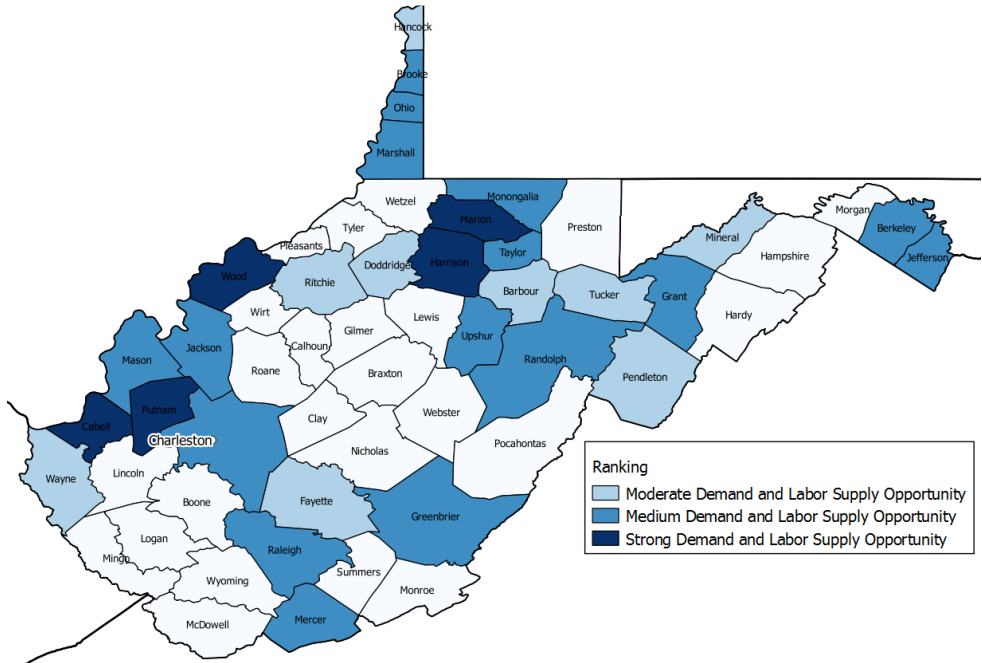 Hancock
Brooke
Ohio
Marshall
Wetzel
Monongalia
Marion
Preston
Tyler
Pleasants
Doddridge
Harrison
Taylor
Mineral
Morgan
Berkeley
Jefferson
Hampshire
Wood
Ritchie
Barbour
Tucker
Grant
Hardy
Wirt
Lewis
Gilmer
Calhoun
Upshur
Randolph
Mason
Jackson
Roane
Braxton
Pendleton
Webster
Putnam
Cabell
Clay
Charleston
Pocahontas
Nicholas
Wayne
Lincoln
Boone
Fayette
Greenbrier
Logan
Mingo
Raleigh
Wyoming
Summers
Monroe
Mercer
McDowell
Ranking
Moderate Demand and Labor Supply Opportunity
Medium Demand and Labor Supply Opportunity
Strong Demand and Labor Supply Opportunity